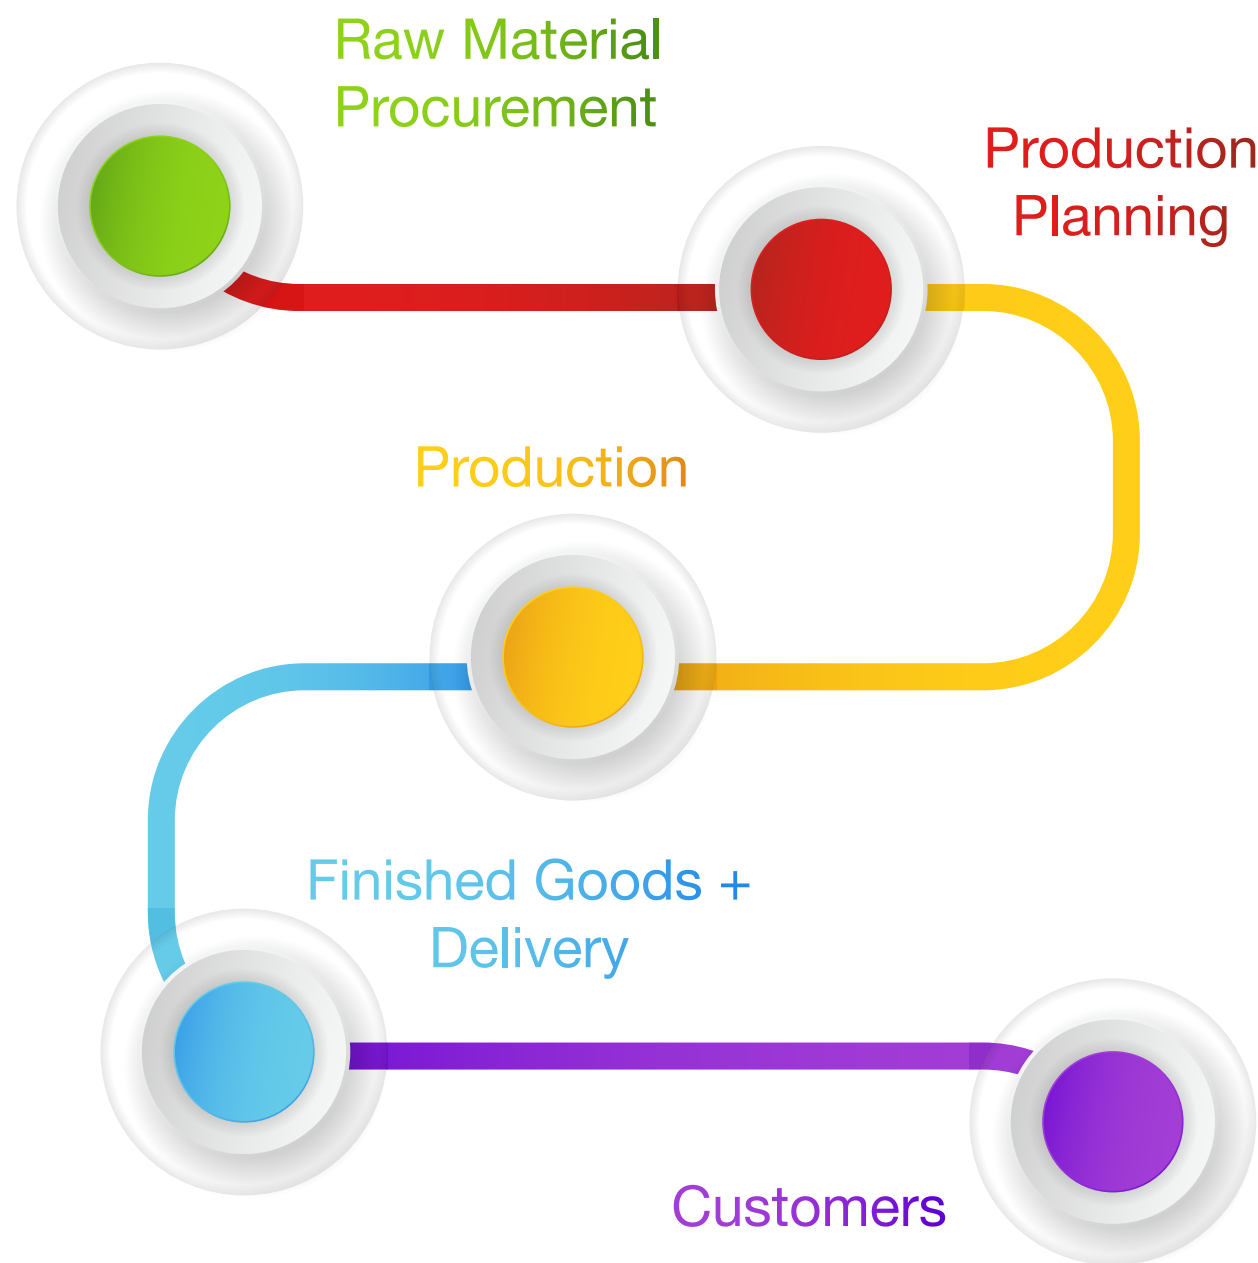 Raw Material
Procurement
Production
Planning
Production
Finished Goods +
Delivery
Customers